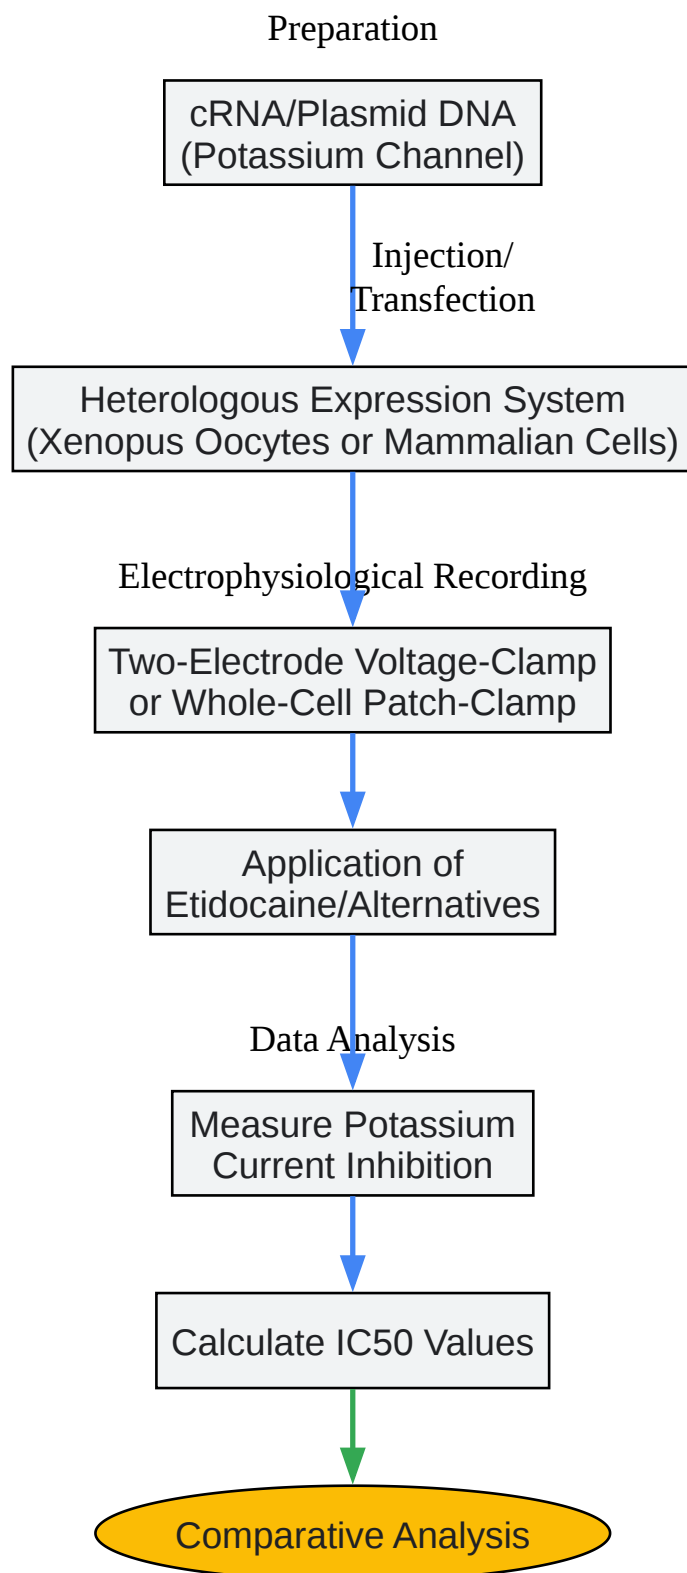 Preparation
cRNA/Plasmid DNA
(Potassium Channel)
Injection/
Transfection
Heterologous Expression System
(Xenopus Oocytes or Mammalian Cells)
Electrophysiological Recording
Two-Electrode Voltage-Clamp
or Whole-Cell Patch-Clamp
Application of
Etidocaine/Alternatives
Data Analysis
Measure Potassium
Current Inhibition
Calculate IC50 Values
Comparative Analysis